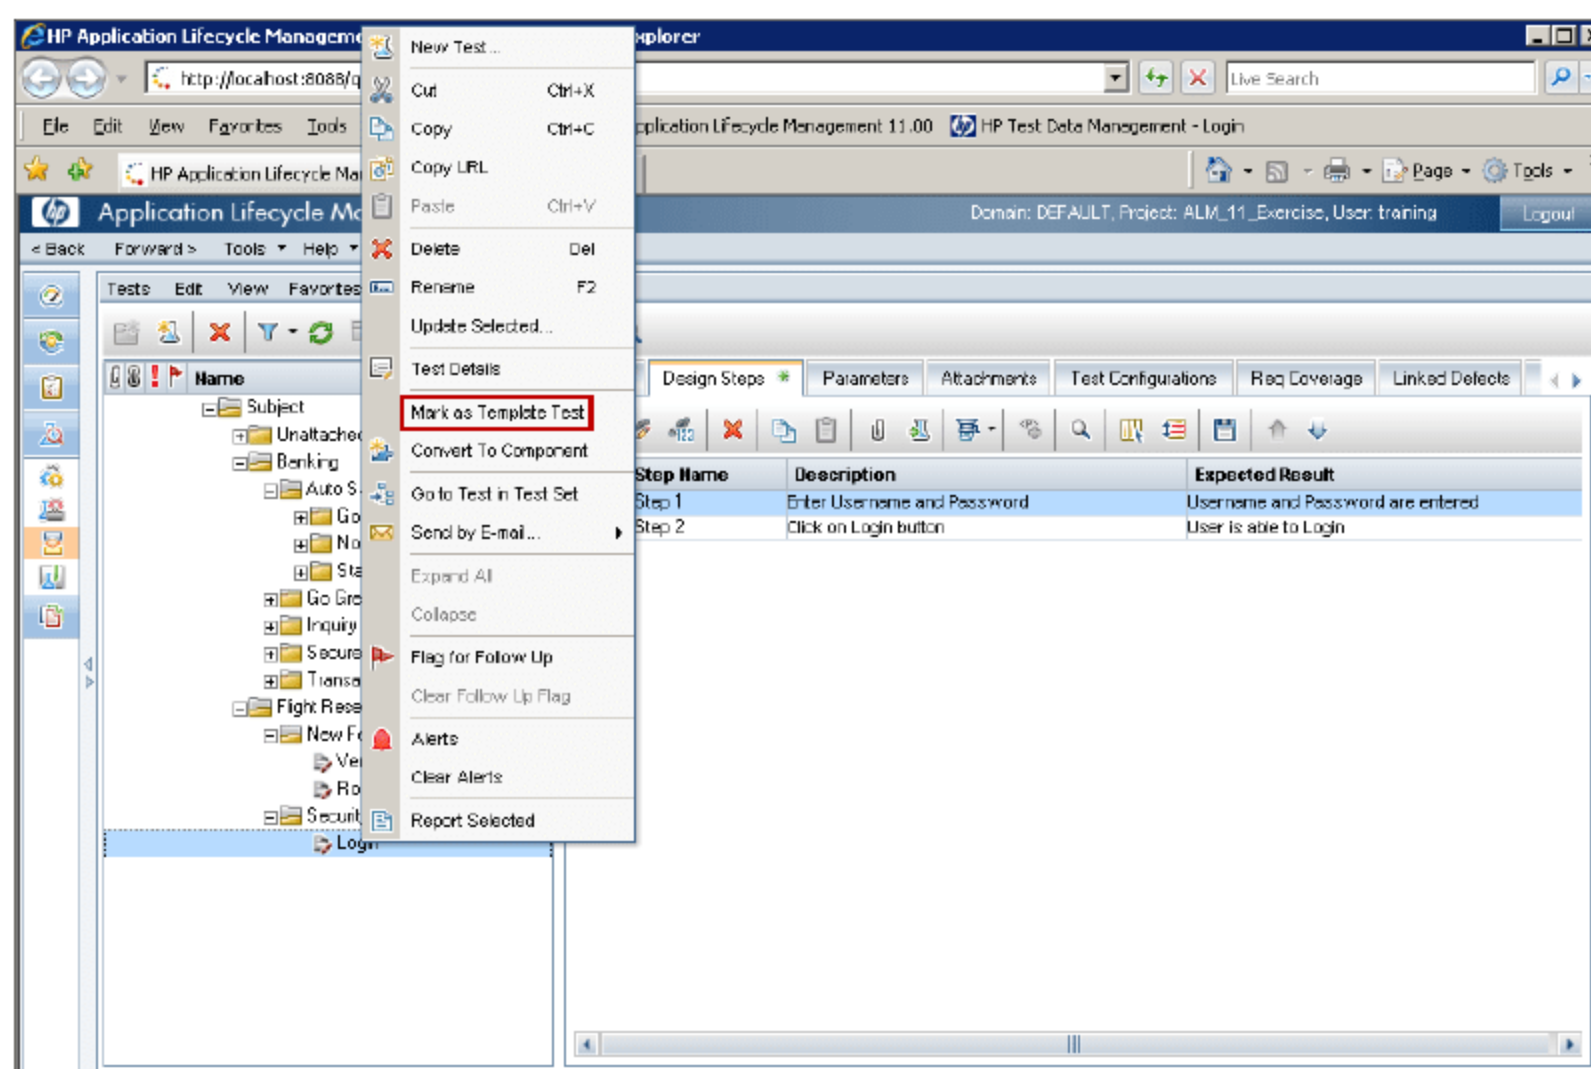 HP Application Lifecycle Manageme xplorer
http://localhost:8088/q Live Search
File Edit View Favorites Tools pplication Lifecycle Management 11.00 HP Test Data Management - Login
HP Application Lifecycle Ma Page Tools
Application Lifecycle Mc Domain: DEFAULT, Project: ALM_11_Exercise, User: training Logout
< Back Forward > Tools Help
Tests Edit View Favorites
Name
Subject
Unattached
Banking
Auto S
Go
No
Sta
Go Gre
Inquiry
Secure
Transa
Flight Rese
New Fo
Ver
Ro
Securit
Login
New Test...
Cut Ctrl+X
Copy Ctrl+C
Copy URL
Paste Ctrl+V
Delete Del
Rename F2
Update Selected...
Test Details
Mark as Template Test
Convert To Component
Go to Test in Test Set
Send by E-mail...
Expand All
Collapse
Flag for Follow Up
Clear Follow Up Flag
Alerts
Clear Alerts
Report Selected
Design Steps * Parameters Attachments Test Configurations Req Coverage Linked Defects
Step Name Description Expected Result
Step 1 Enter Username and Password Username and Password are entered
Step 2 Click on Login button User is able to Login